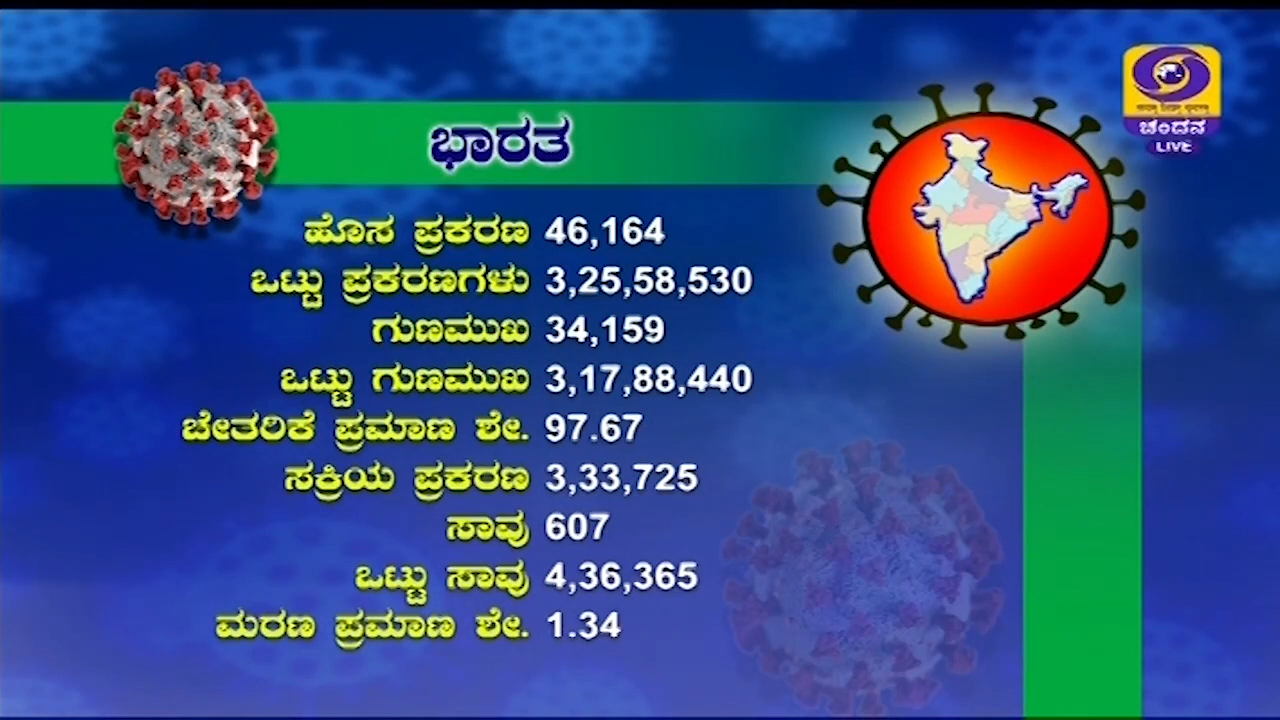 ಭಾರತ
ಚಂದನ
LIVE
ಹೊಸ ಪ್ರಕರಣ 46,164
ಒಟ್ಟು ಪ್ರಕರಣಗಳು 3,25,58,530
ಗುಣಮುಖ 34,159
ಒಟ್ಟು ಗುಣಮುಖ 3,17,88,440
ಚೇತರಿಕೆ ಪ್ರಮಾಣ ಶೇ. 97.67
ಸಕ್ರಿಯ ಪ್ರಕರಣ 3,33,725
ಸಾವು 607
ಒಟ್ಟು ಸಾವು 4,36,365
ಮರಣ ಪ್ರಮಾಣ ಶೇ. 1.34